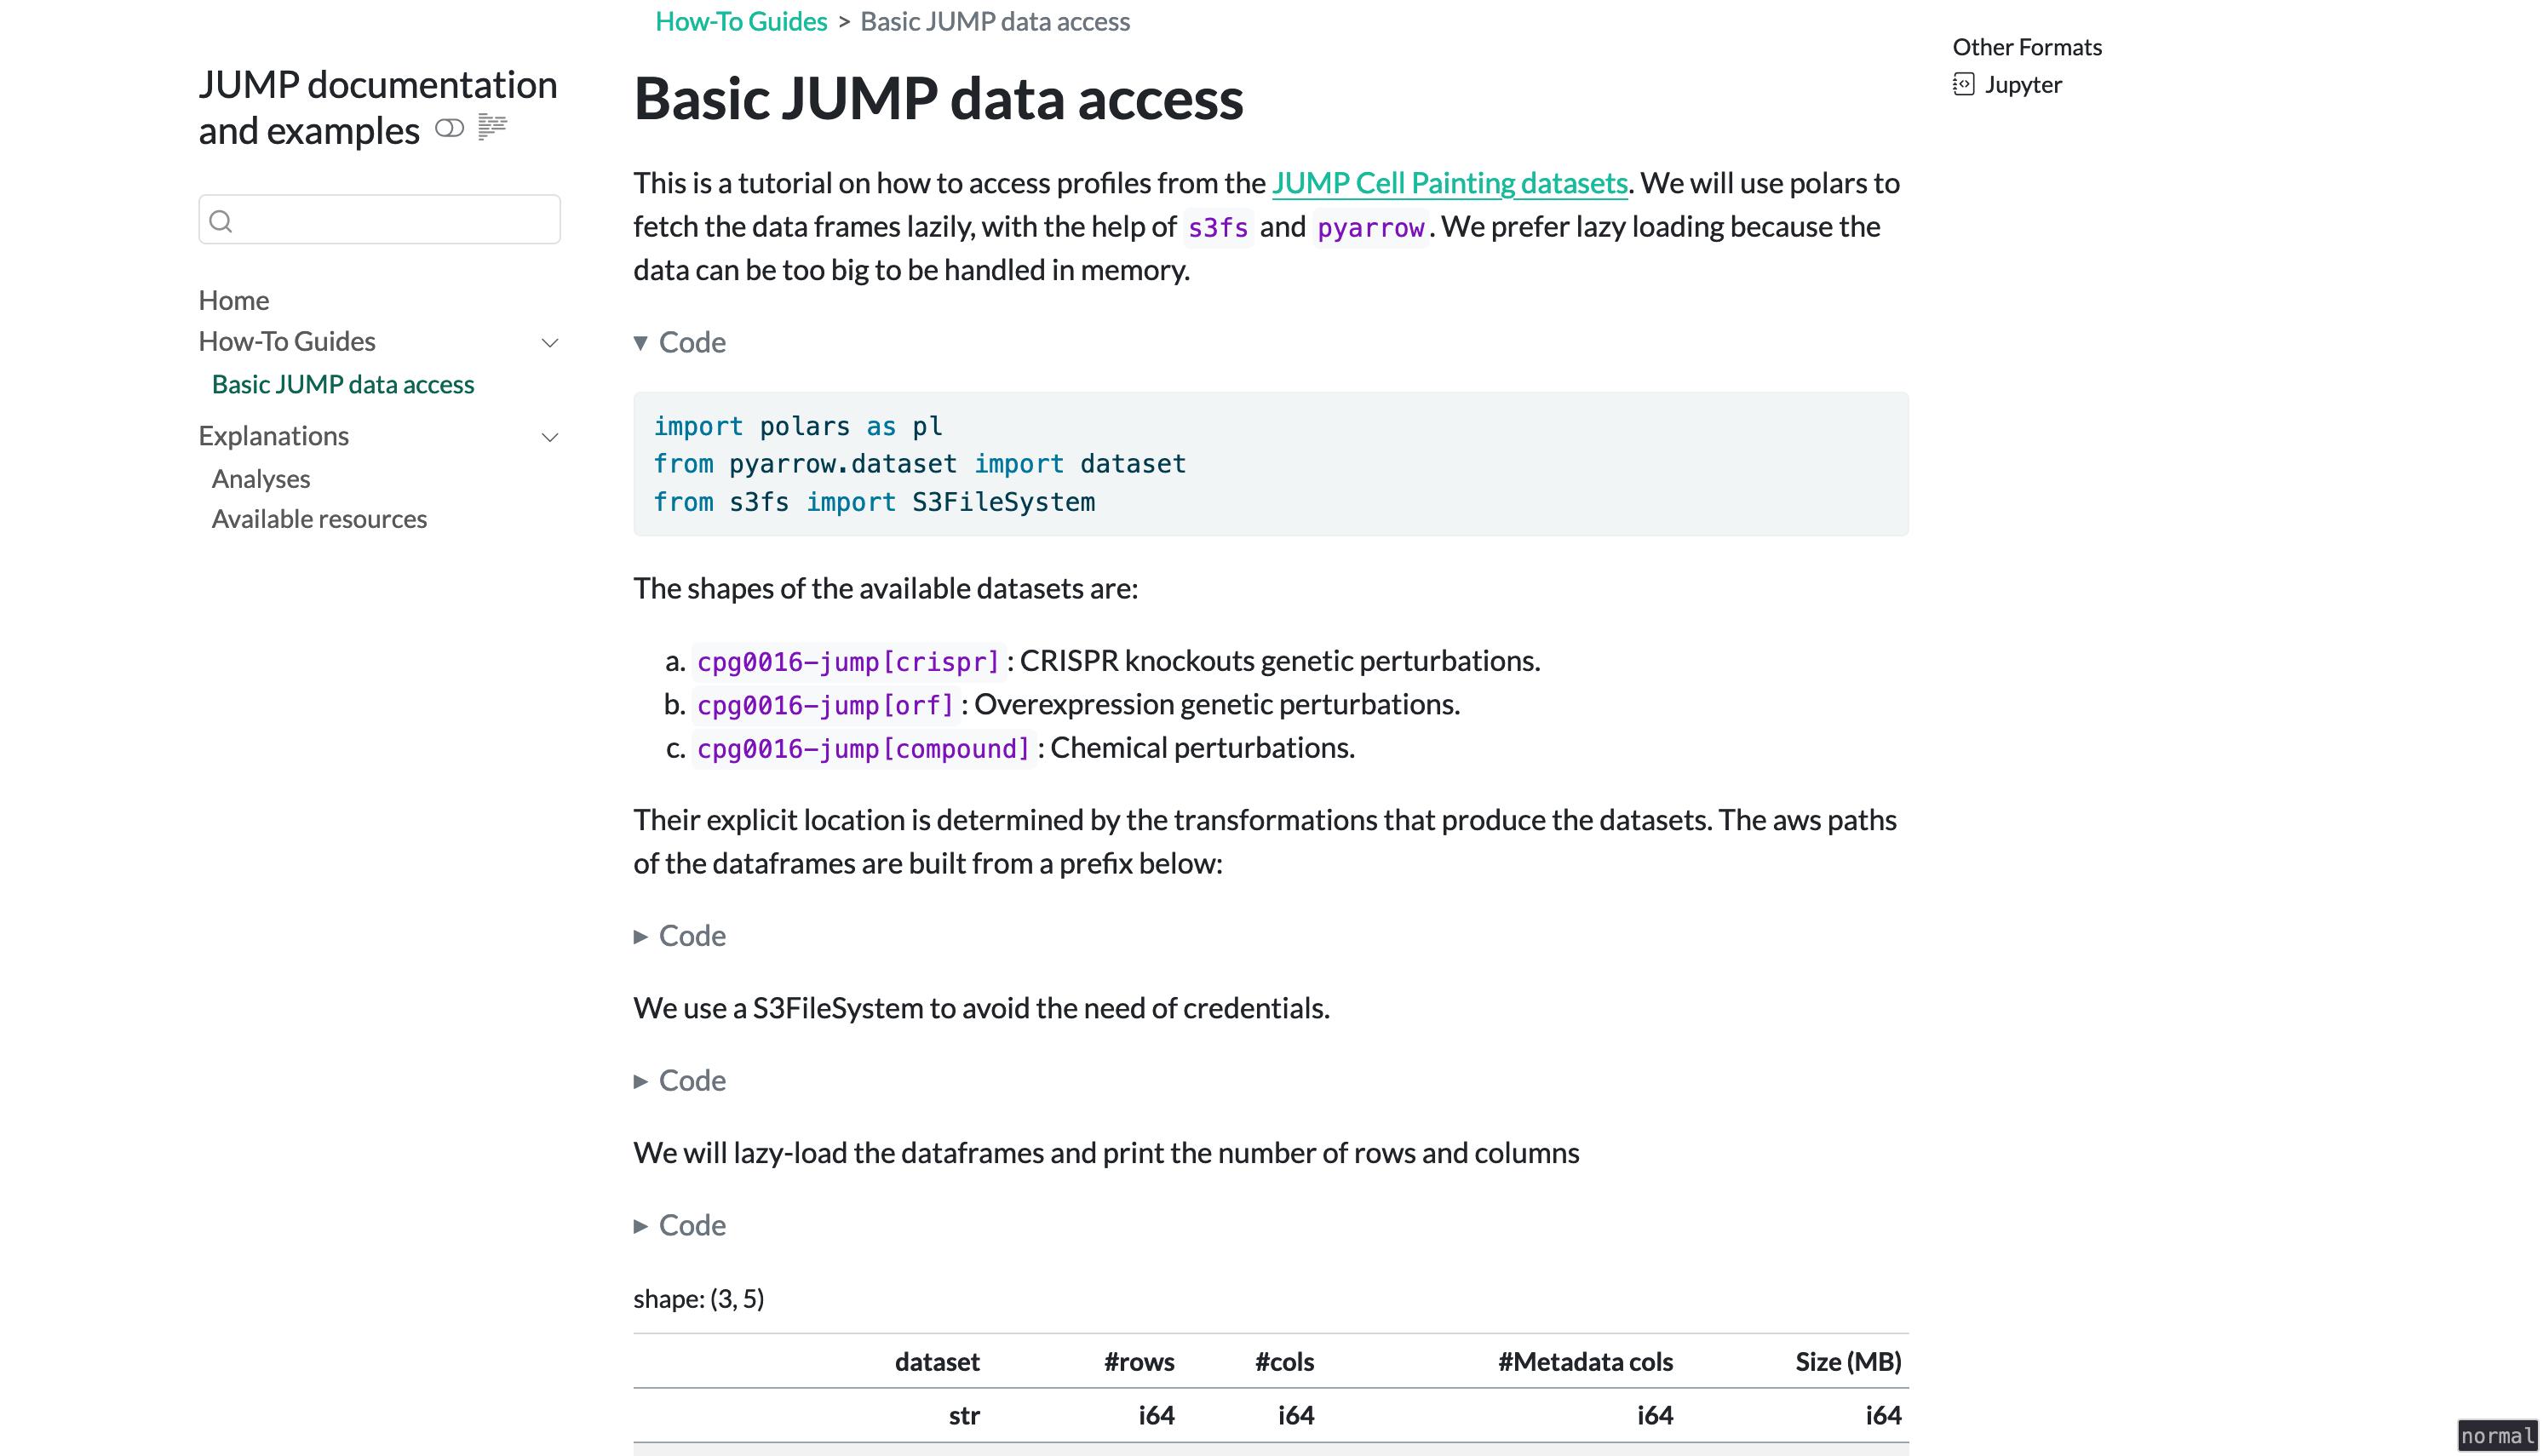 How-To Guides > Basic JUMP data access
JUMP documentation
and examples
Home
How-To Guides
Basic JUMP data access
Explanations
Analyses
Available resources
Basic JUMP data access
This is a tutorial on how to access profiles from the JUMP Cell Painting datasets. We will use polars to
fetch the data frames lazily, with the help of s3fs and pyarrow. We prefer lazy loading because the
data can be too big to be handled in memory.
▼ Code
import polars as pl
from pyarrow.dataset import dataset
from s3fs import S3FileSystem
The shapes of the available datasets are:
a. cpg0016-jump[crispr]: CRISPR knockouts genetic perturbations.
b. cpg0016-jump[orf]: Overexpression genetic perturbations.
c. cpg0016-jump[compound]: Chemical perturbations.
Their explicit location is determined by the transformations that produce the datasets. The aws paths
of the dataframes are built from a prefix below:
► Code
We use a S3FileSystem to avoid the need of credentials.
► Code
We will lazy-load the dataframes and print the number of rows and columns
► Code
shape: (3, 5)
dataset #rows #cols #Metadata cols Size (MB)
str i64 i64 i64 i64
Other Formats
Jupyter
normal